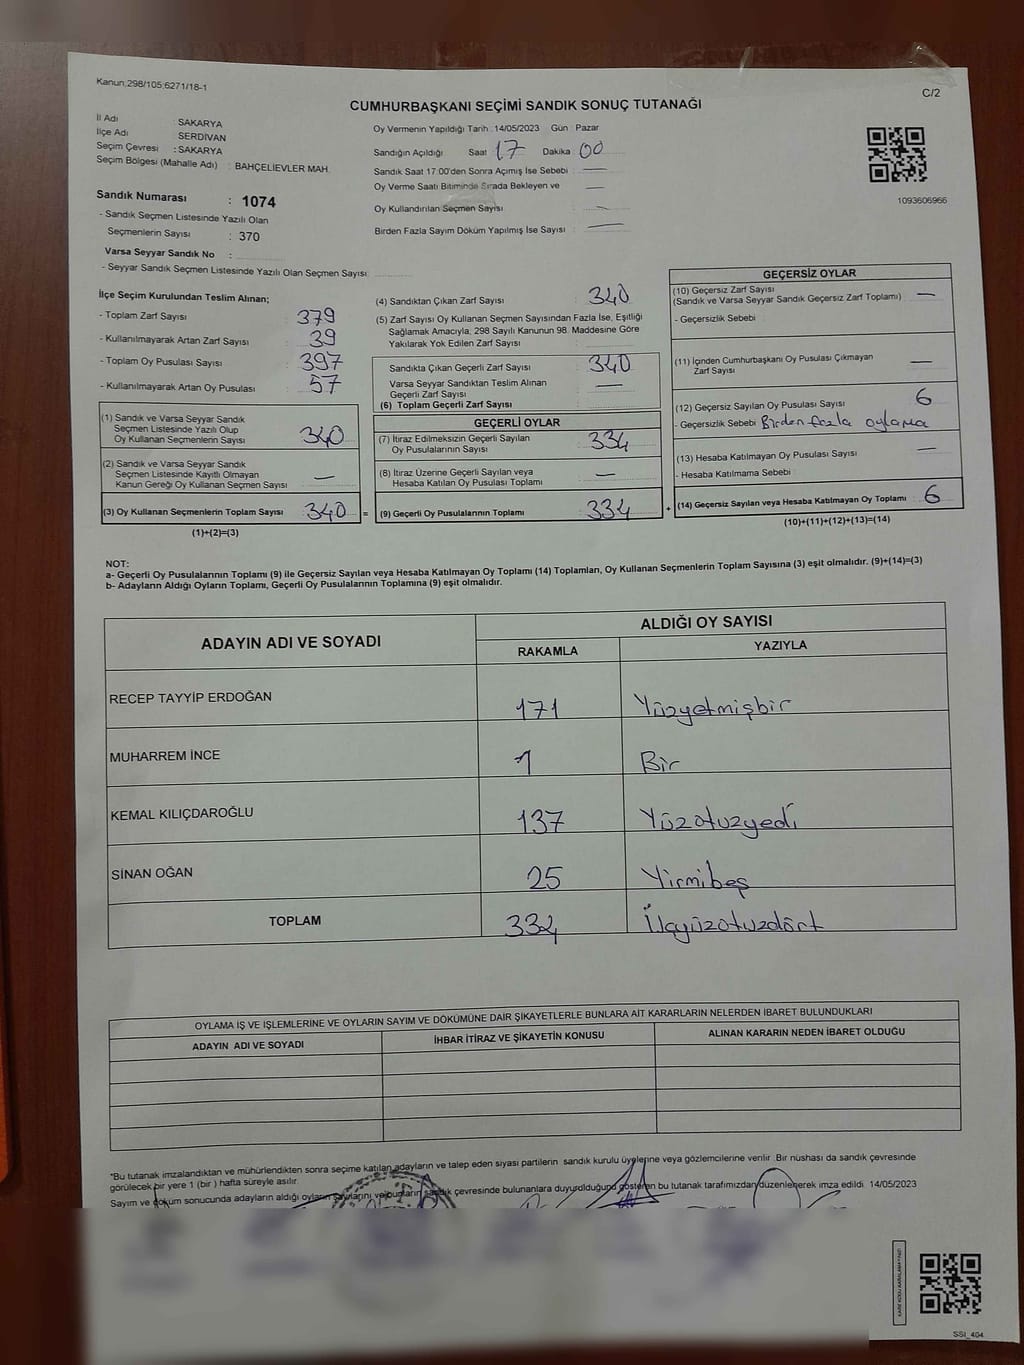 Kanun:298/105;6271/18-1
C/2
CUMHURBAŞKANI SEÇİMİ SANDIK SONUÇ TUTANAĞI
İl Adı : SAKARYA
İlçe Adı : SERDİVAN
Seçim Çevresi : SAKARYA
Seçim Bölgesi (Mahalle Adı) : BAHÇELİEVLER MAH.
Sandık Numarası : 1074
- Sandık Seçmen Listesinde Yazılı Olan
Seçmenlerin Sayısı : 370
Varsa Seyyar Sandık No :
- Seyyar Sandık Seçmen Listesinde Yazılı Olan Seçmen Sayısı:
Oy Vermenin Yapıldığı Tarih :14/05/2023 Gün Pazar
Sandığın Açıldığı Saat 17 Dakika 00
Sandık Saat 17.00'den Sonra Açımış İse Sebebi —
Oy Verme Saati Bitiminde Sırada Bekleyen ve —
Oy Kullandırılan Seçmen Sayısı —
Birden Fazla Sayım Döküm Yapılmış İse Sayısı —
1093606966
İlçe Seçim Kurulundan Teslim Alınan;
- Toplam Zarf Sayısı 379
- Kullanılmayarak Artan Zarf Sayısı 39
- Toplam Oy Pusulası Sayısı 397
- Kullanılmayarak Artan Oy Pusulası 57
(1) Sandık ve Varsa Seyyar Sandık
Seçmen Listesinde Yazılı Olup
Oy Kullanan Seçmenlerin Sayısı 340
(2) Sandık ve Varsa Seyyar Sandık
Seçmen Listesinde Kayıtlı Olmayan
Kanun Gereği Oy Kullanan Seçmen Sayısı —
(3) Oy Kullanan Seçmenlerin Toplam Sayısı 340 =
(1)+(2)=(3)
(4) Sandıktan Çıkan Zarf Sayısı 340
(5) Zarf Sayısı Oy Kullanan Seçmen Sayısından Fazla İse, Eşitliği
Sağlamak Amacıyla, 298 Sayılı Kanunun 98. Maddesine Göre
Yakılarak Yok Edilen Zarf Sayısı
Sandıkta Çıkan Geçerli Zarf Sayısı 340
Varsa Seyyar Sandıktan Teslim Alınan —
Geçerli Zarf Sayısı
(6) Toplam Geçerli Zarf Sayısı
GEÇERLİ OYLAR
(7) İtiraz Edilmeksizin Geçerli Sayılan 334
Oy Pusulalarının Sayısı
(8) İtiraz Üzerine Geçerli Sayılan veya —
Hesaba Katılan Oy Pusulası Toplamı
(9) Geçerli Oy Pusulalarının Toplamı 334 +
GEÇERSİZ OYLAR
(10) Geçersiz Zarf Sayısı —
(Sandık ve Varsa Seyyar Sandık Geçersiz Zarf Toplamı)
- Geçersizlik Sebebi
(11) İçinden Cumhurbaşkanı Oy Pusulası Çıkmayan —
Zarf Sayısı
(12) Geçersiz Sayılan Oy Pusulası Sayısı 6
- Geçersizlik Sebebi Birden fazla oylama
(13) Hesaba Katılmayan Oy Pusulası Sayısı —
- Hesaba Katılmama Sebebi
(14) Geçersiz Sayılan veya Hesaba Katılmayan Oy Toplamı 6
(10)+(11)+(12)+(13)=(14)
NOT:
a- Geçerli Oy Pusulalarının Toplamı (9) ile Geçersiz Sayılan veya Hesaba Katılmayan Oy Toplamı (14) Toplamları, Oy Kullanan Seçmenlerin Toplam Sayısına (3) eşit olmalıdır. (9)+(14)=(3)
b- Adayların Aldığı Oyların Toplamı, Geçerli Oy Pusulalarının Toplamına (9) eşit olmalıdır.
ADAYIN ADI VE SOYADI
ALDIĞI OY SAYISI
RAKAMLA YAZIYLA
RECEP TAYYİP ERDOĞAN 171 Yüzyetmişbir
MUHARREM İNCE 1 Bir
KEMAL KILIÇDAROĞLU 137 Yüzotuzyedi
SİNAN OĞAN 25 Yirmibeş
TOPLAM 334 Üçyüzotuzdört
OYLAMA İŞ VE İŞLEMLERİNE VE OYLARIN SAYIM VE DÖKÜMÜNE DAİR ŞİKAYETLERLE BUNLARA AİT KARARLARIN NELERDEN İBARET BULUNDUKLARI
ADAYIN ADI VE SOYADI İHBAR İTİRAZ VE ŞİKAYETİN KONUSU ALINAN KARARIN NEDEN İBARET OLDUĞU
*Bu tutanak imzalandıktan ve mühürlendikten sonra seçime katılan adayların ve talep eden siyasi partilerin sandık kurulu üyelerine veya gözlemcilerine verilir. Bir nüshası da sandık çevresinde
görülecek bir yere 1 (bir ) hafta süreyle asılır.
Sayım ve döküm sonucunda adayların aldığı oyların sayılarını ve bunların sandık çevresinde bulunanlara duyurulduğunu gösteren bu tutanak tarafımızdan düzenlenerek imza edildi. 14/05/2023
SSI_404